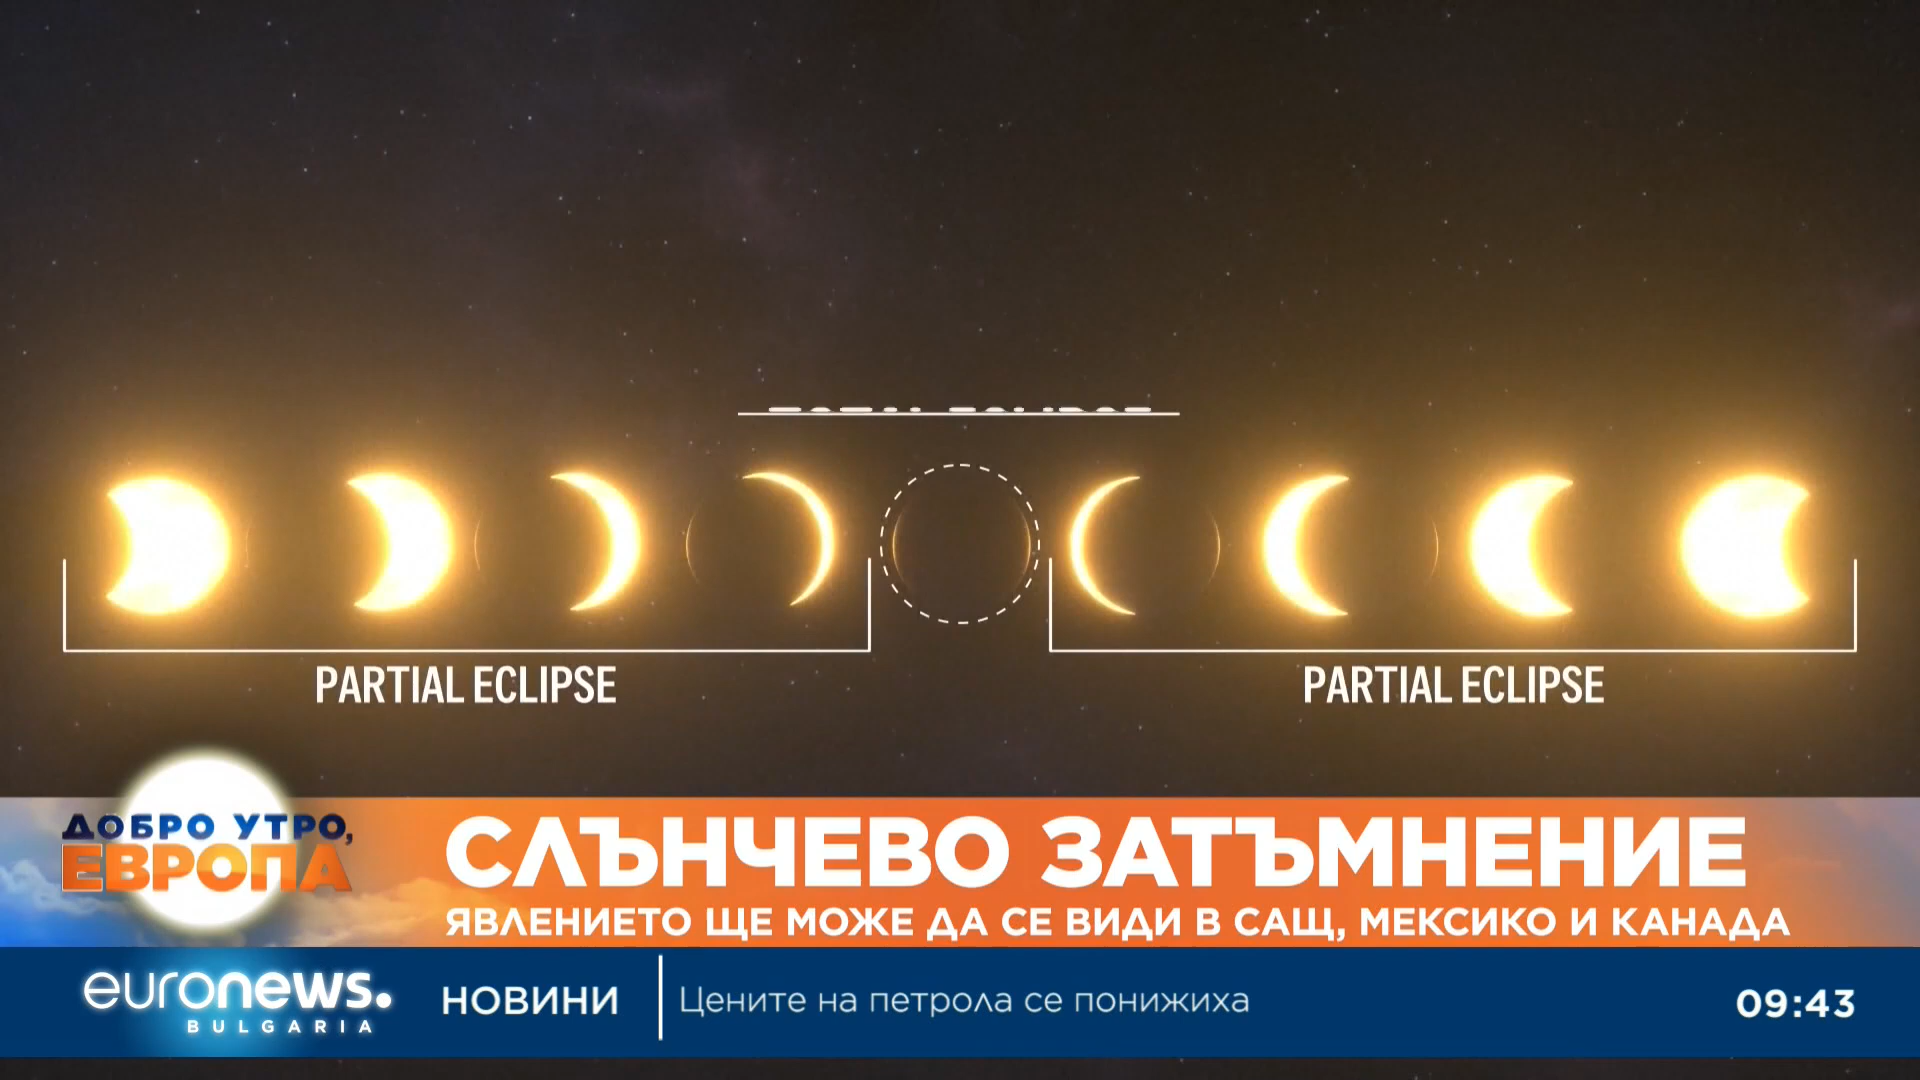 PARTIAL ECLIPSE
PARTIAL ECLIPSE
ДОБРО УТРО,
ЕВРОПА
СЛЪНЧЕВО ЗАТЪМНЕНИЕ
ЯВЛЕНИЕТО ЩЕ МОЖЕ ДА СЕ ВИДИ В САЩ, МЕКСИКО И КАНАДА
euronews.
BULGARIA
НОВИНИ
Цените на петрола се понижиха
09:43